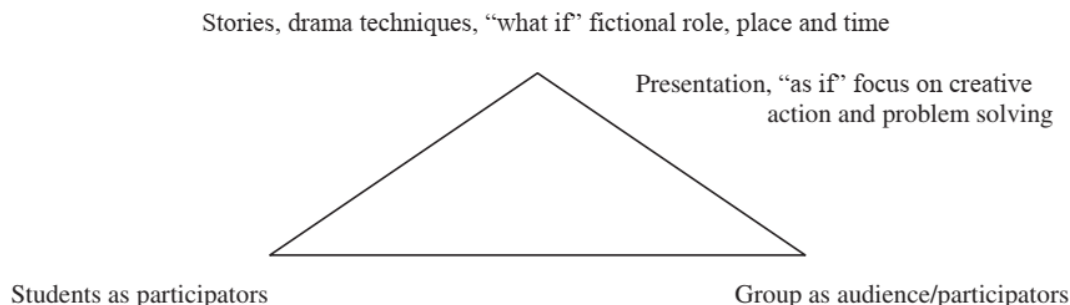 Stories, drama techniques, “what if” fictional role, place and time
Presentation, “as if” focus on creative
action and problem solving
Students as participators
Group as audience/participators